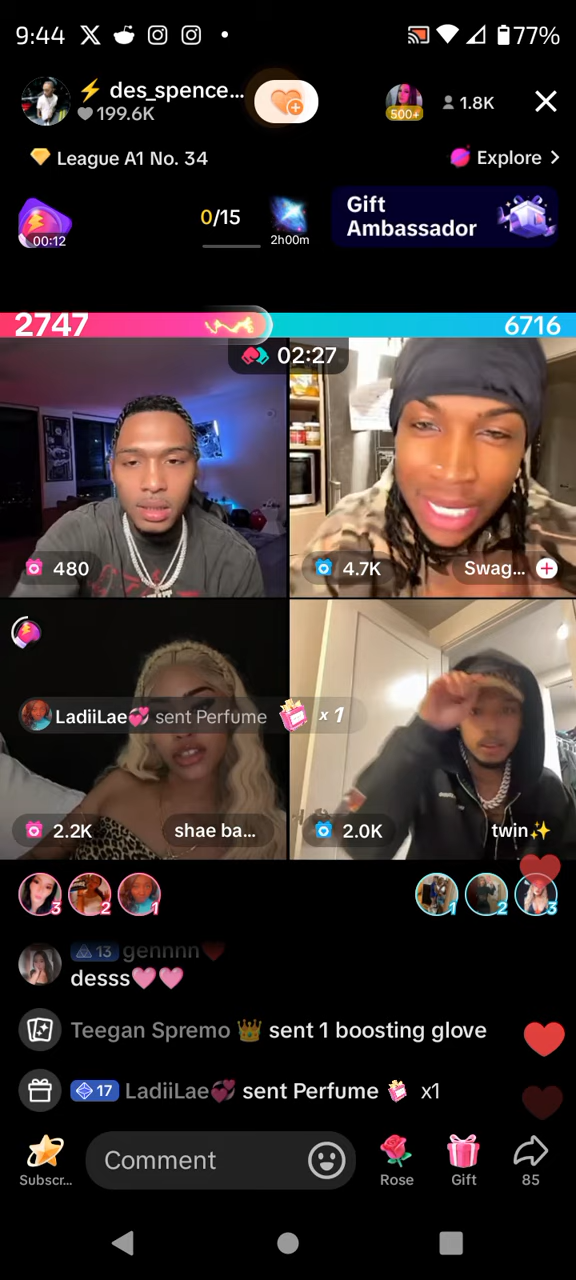 9:44
77%
⚡ des_spence...
199.6K
500+
1.8K
League A1 No. 34
Explore >
00:12
0/15
2h00m
Gift
Ambassador
2747
6716
02:27
480
4.7K
Swag...
LadiiLae💞 sent Perfume x 1
2.2K
shae ba...
2.0K
twin✨
3
2
1
1
2
3
13 gennnn❤️
desss🩷🩷
Teegan Spremo 👑 sent 1 boosting glove
17 LadiiLae💞 sent Perfume x1
Subscr...
Comment
Rose
Gift
85